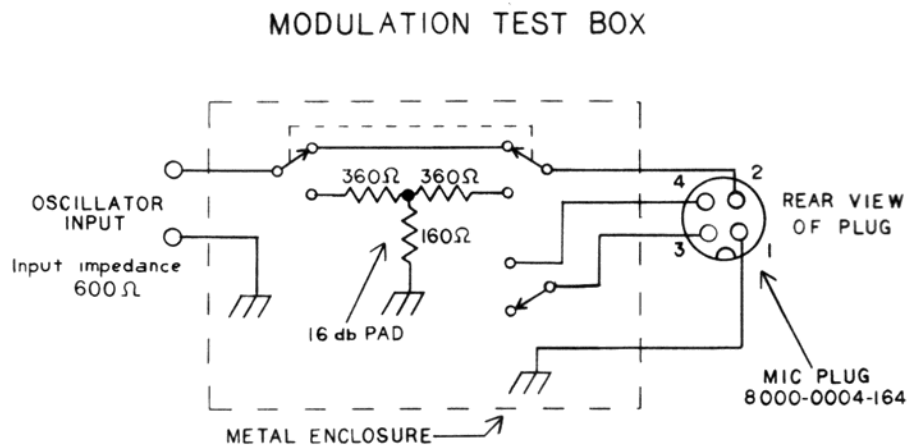 MODULATION TEST BOX
360Ω 360Ω
OSCILLATOR
INPUT
Input impedance
600Ω
160Ω
16 db PAD
4
2
3
1
REAR VIEW
OF PLUG
MIC PLUG
8000-0004-164
METAL ENCLOSURE